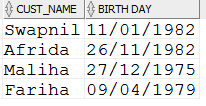 CUST_NAME BIRTH DAY
Swapnil 11/01/1982
Afrida 26/11/1982
Maliha 27/12/1975
Fariha 09/04/1979